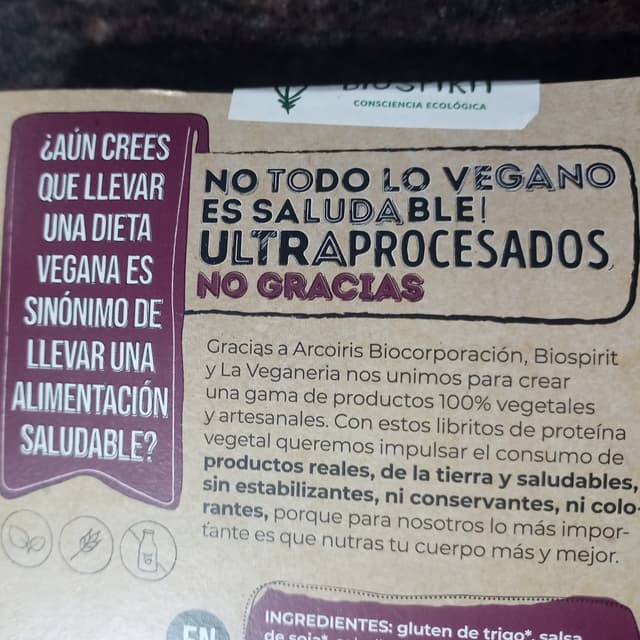 CONSCIENCIA ECOLÓGICA
¿AÚN CREES
QUE LLEVAR
UNA DIETA
VEGANA ES
SINÓNIMO DE
LLEVAR UNA
ALIMENTACIÓN
SALUDABLE?
NO TODO LO VEGANO
ES SALUDABLE!
ULTRAPROCESADOS,
NO GRACIAS
Gracias a Arcoiris Biocorporación, Biospirit
y La Veganeria nos unimos para crear
una gama de productos 100% vegetales
y artesanales. Con estos libritos de proteína
vegetal queremos impulsar el consumo de
productos reales, de la tierra y saludables,
sin estabilizantes, ni conservantes, ni colo-
rantes, porque para nosotros lo más impor-
tante es que nutras tu cuerpo más y mejor.
EN
INGREDIENTES: gluten de trigo*, salsa
de soja*,